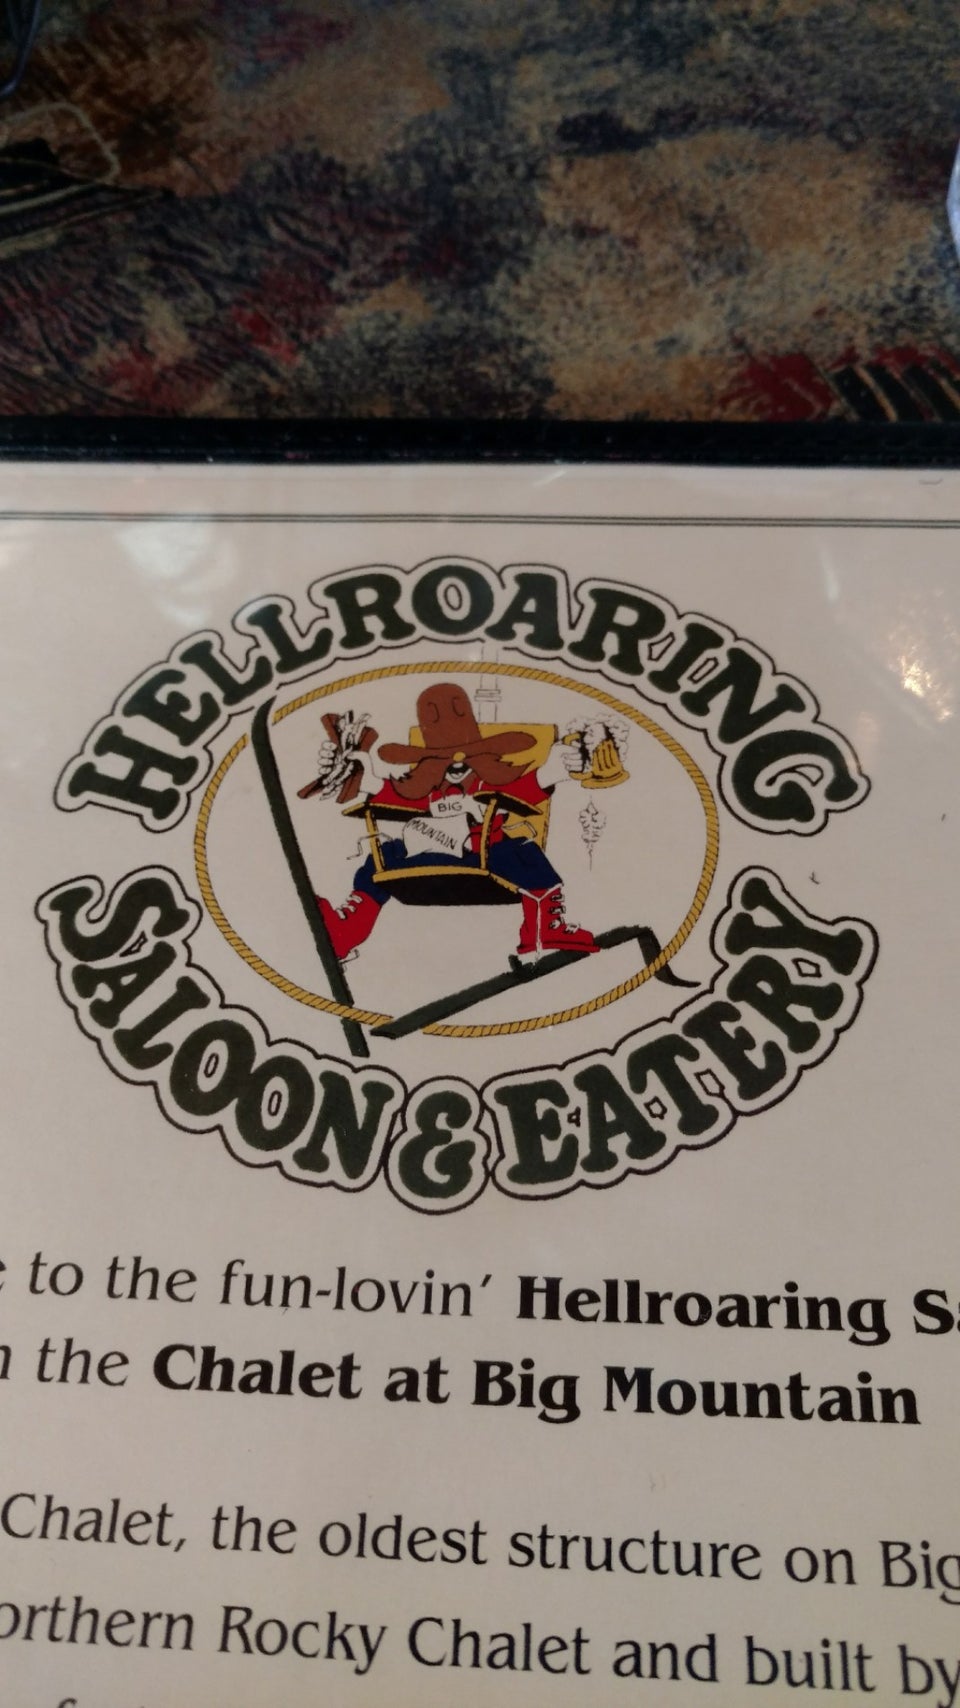 HELLROARING
BIG
MOUNTAIN
SALOON & EATERY
to the fun-lovin' Hellroaring
the Chalet at Big Mountain
Chalet, the oldest structure on Big
Rocky Chalet and built by